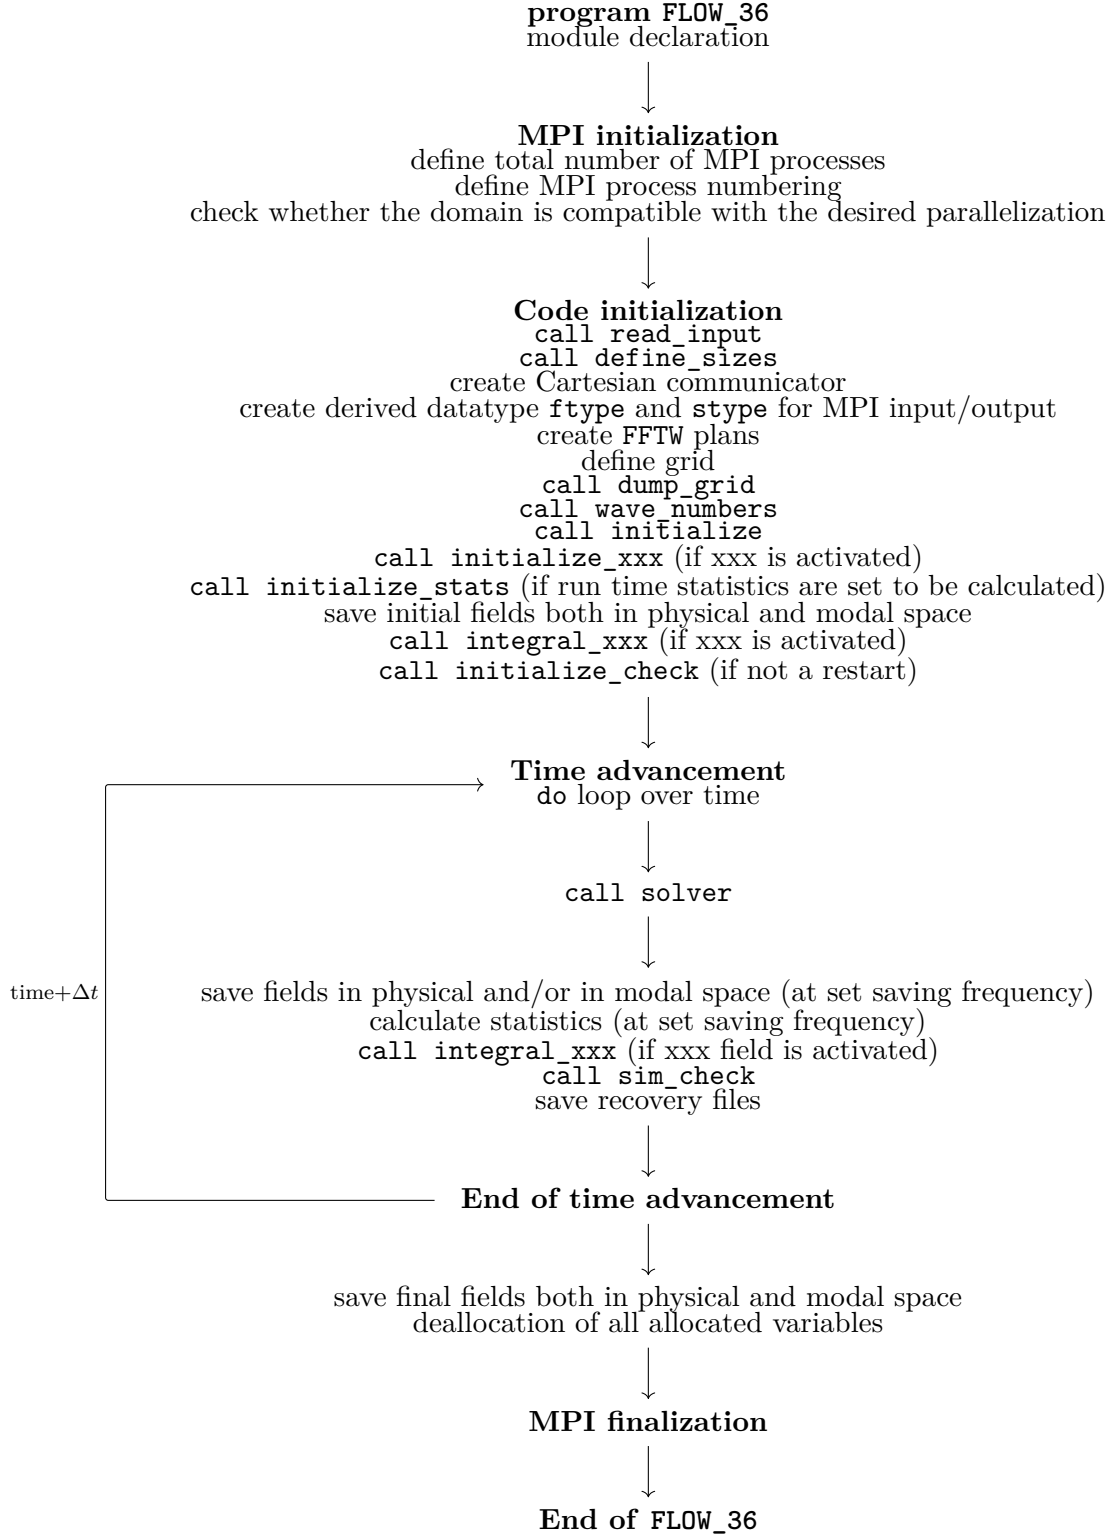 program FLOW_36
module declaration
MPI initialization
define total number of MPI processes
define MPI process numbering
check whether the domain is compatible with the desired parallelization
Code initialization
call read_input
call define_sizes
create Cartesian communicator
create derived datatype ftype and stype for MPI input/output
create FFTW plans
define grid
call dump_grid
call wave_numbers
call initialize
call initialize_xxx (if xxx is activated)
call initialize_stats (if run time statistics are set to be calculated)
save initial fields both in physical and modal space
call integral_xxx (if xxx is activated)
call initialize_check (if not a restart)
Time advancement
do loop over time
call solver
time+Δt
save fields in physical and/or in modal space (at set saving frequency)
calculate statistics (at set saving frequency)
call integral_xxx (if xxx field is activated)
call sim_check
save recovery files
End of time advancement
save final fields both in physical and modal space
deallocation of all allocated variables
MPI finalization
End of FLOW_36